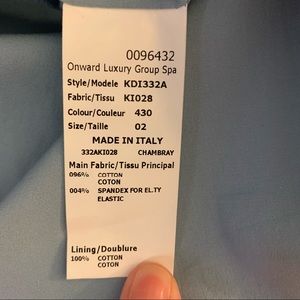 0096432
Onward Luxury Group Spa
Style/Modele KDI332A
Fabric/Tissu KI028
Colour/Couleur 430
Size/Taille 02
MADE IN ITALY
332AKI028 CHAMBRAY
Main Fabric/Tissu Principal
096% COTTON
COTON
004% SPANDEX FOR EL.TY
ELASTIC
Lining/Doublure
100% COTTON
COTON